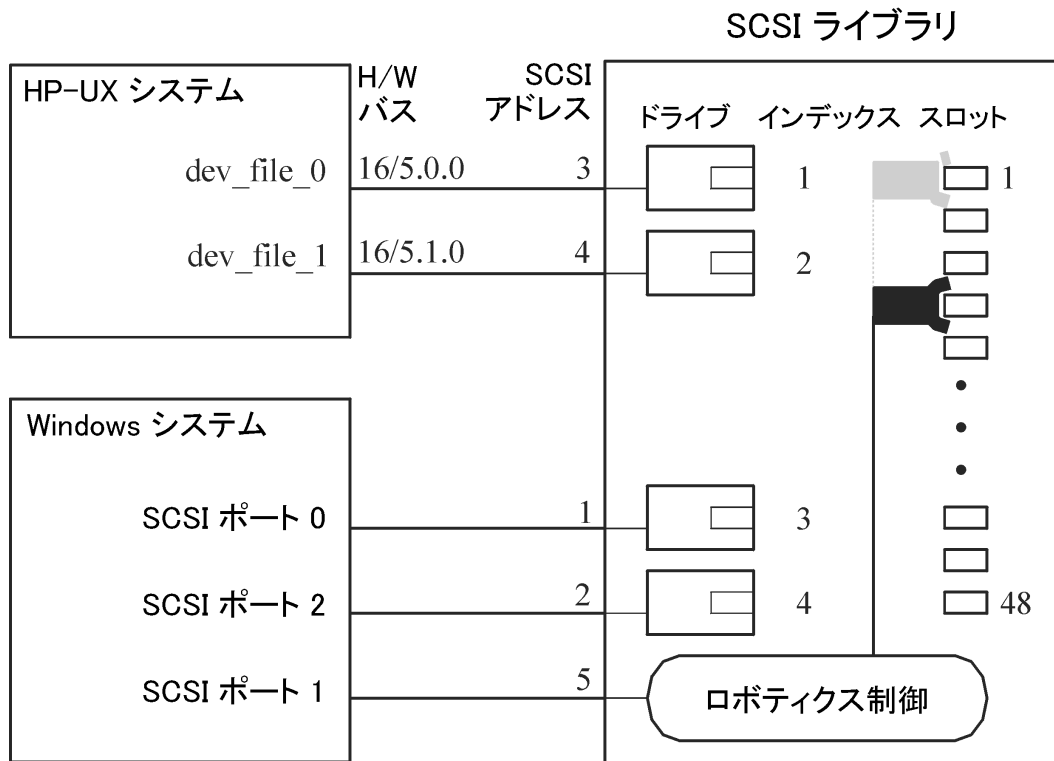 SCSI ライブラリ
HP-UX システム
H/W
バス
SCSI
アドレス
ドライブ インデックス スロット
dev_file_0 16/5.0.0 3 1 1
dev_file_1 16/5.1.0 4 2
Windows システム
SCSI ポート 0 1 3
SCSI ポート 2 2 4 48
SCSI ポート 1 5 ロボティクス制御